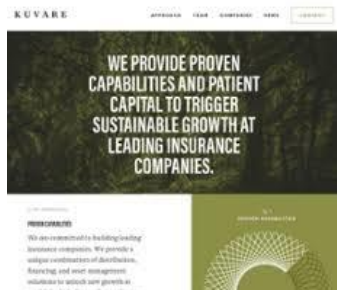 KUVARE
APPROACH TEAM COMPANIES NEWS CONTACT
WE PROVIDE PROVEN
CAPABILITIES AND PATIENT
CAPITAL TO TRIGGER
SUSTAINABLE GROWTH AT
LEADING INSURANCE
COMPANIES.
PROVEN CAPABILITIES
We are committed to building leading
insurance companies. We provide a
unique combination of distribution,
financing, and asset management
solutions to unlock new growth at